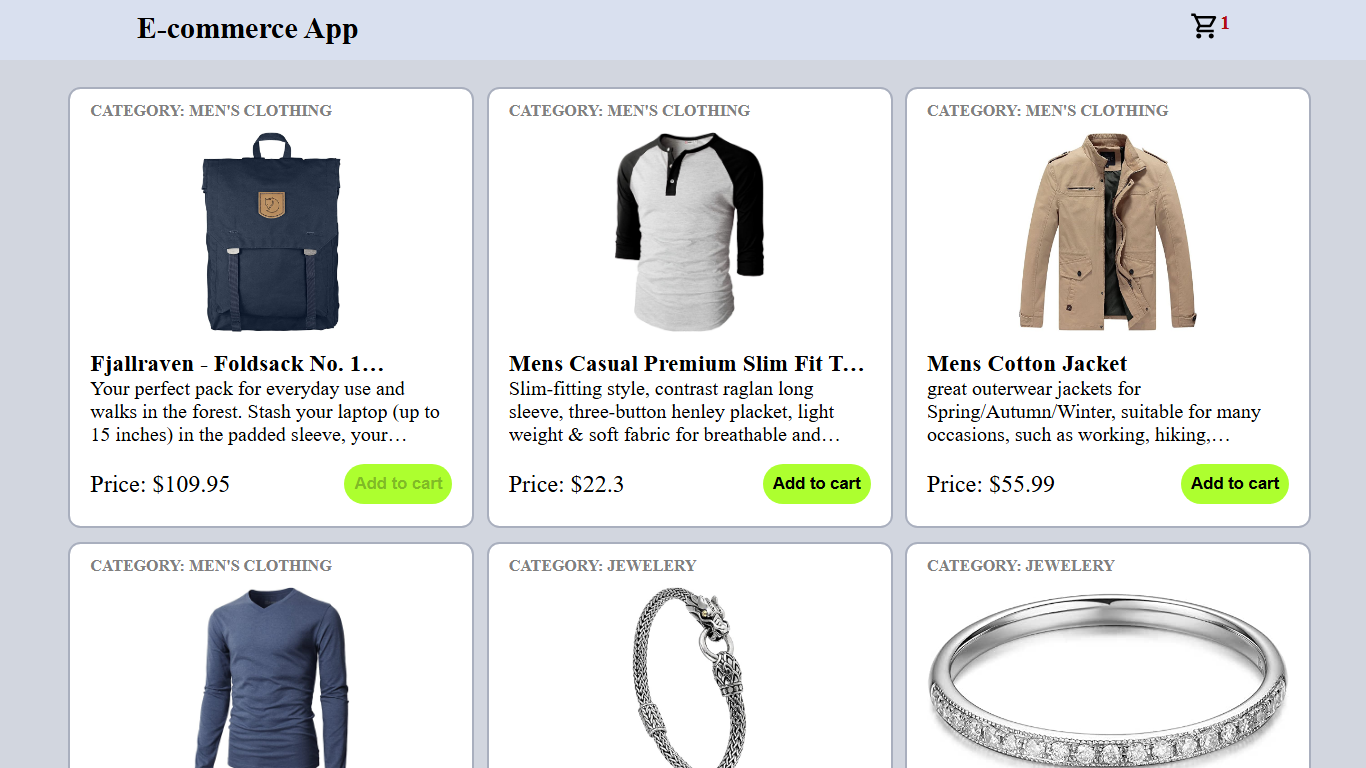 E-commerce App
1
CATEGORY: MEN'S CLOTHING
Fjallraven - Foldsack No. 1…
Your perfect pack for everyday use and
walks in the forest. Stash your laptop (up to
15 inches) in the padded sleeve, your…
Price: $109.95
Add to cart
CATEGORY: MEN'S CLOTHING
Mens Casual Premium Slim Fit T…
Slim-fitting style, contrast raglan long
sleeve, three-button henley placket, light
weight & soft fabric for breathable and…
Price: $22.3
Add to cart
CATEGORY: MEN'S CLOTHING
Mens Cotton Jacket
great outerwear jackets for
Spring/Autumn/Winter, suitable for many
occasions, such as working, hiking,…
Price: $55.99
Add to cart
CATEGORY: MEN'S CLOTHING
CATEGORY: JEWELERY
CATEGORY: JEWELERY